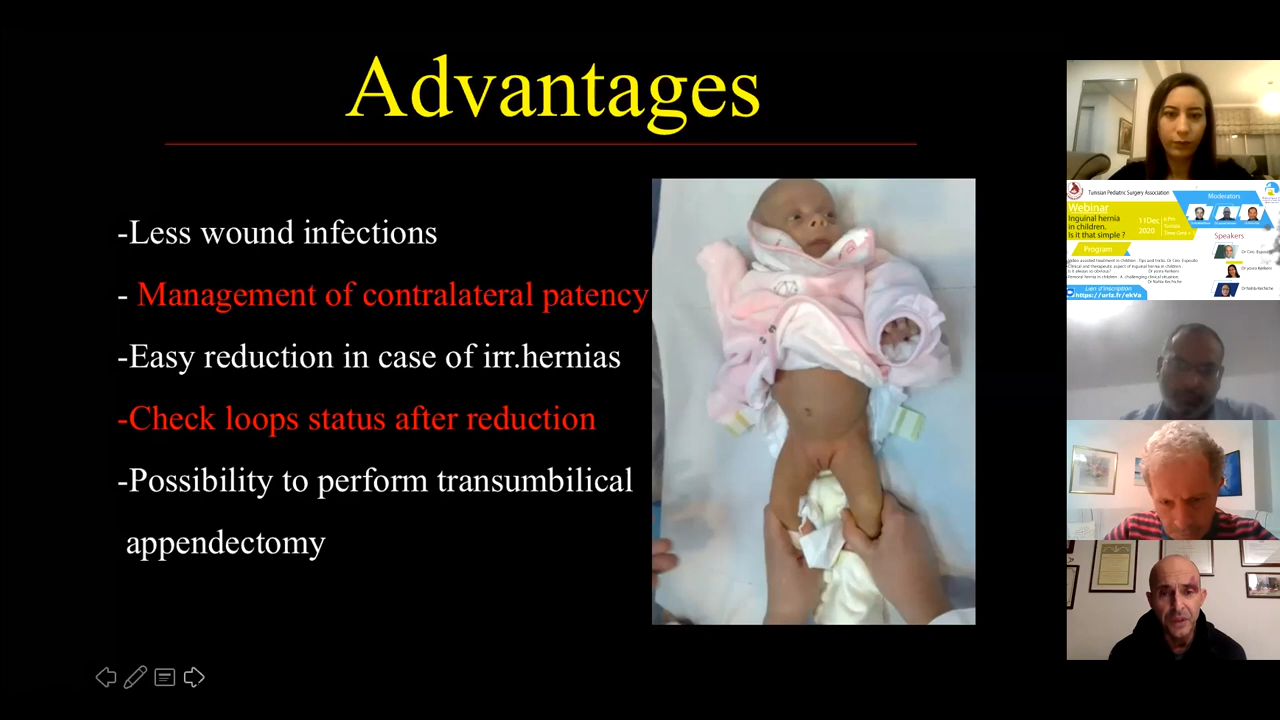 Advantages
-Less wound infections
- Management of contralateral patency
-Easy reduction in case of irr.hernias
-Check loops status after reduction
-Possibility to perform transumbilical
appendectomy
Tunisian Pediatric Surgery Association
Webinar
Inguinal hernia
in children.
Is it that simple ?
11Dec
2020
Moderators
Program
Speakers
Lien d'inscription
https://urlz.fr/ekVa